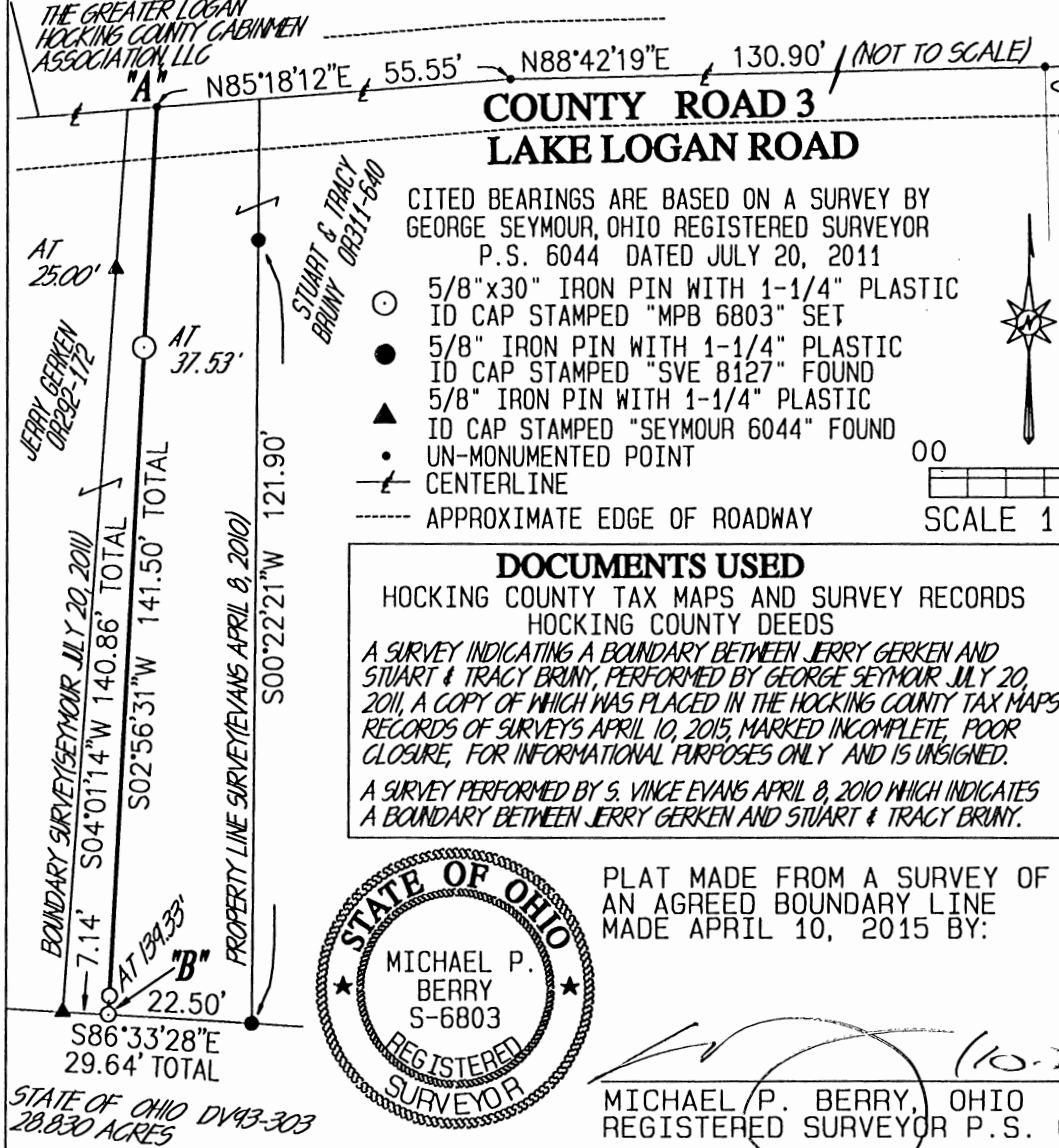 THE GREATER LOGAN
HOCKING COUNTY CABINMEN
ASSOCIATION, LLC
"A"
N85°18'12"E 55.55' N88°42'19"E 130.90' (NOT TO SCALE)
COUNTY ROAD 3
LAKE LOGAN ROAD
STUART & TRACY
BRUNY OR311-640
AT
25.00'
AT
37.53'
JERRY GERKEN
OR292-172
CITED BEARINGS ARE BASED ON A SURVEY BY
GEORGE SEYMOUR, OHIO REGISTERED SURVEYOR
P.S. 6044 DATED JULY 20, 2011
5/8"x30" IRON PIN WITH 1-1/4" PLASTIC
ID CAP STAMPED "MPB 6803" SET
5/8" IRON PIN WITH 1-1/4" PLASTIC
ID CAP STAMPED "SVE 8127" FOUND
5/8" IRON PIN WITH 1-1/4" PLASTIC
ID CAP STAMPED "SEYMOUR 6044" FOUND
UN-MONUMENTED POINT
CENTERLINE
APPROXIMATE EDGE OF ROADWAY
N
00
SCALE 1
BOUNDARY SURVEY(SEYMOUR JULY 20, 2011)
S04°01'14"W 140.86' TOTAL
S02°56'31"W 141.50' TOTAL
PROPERTY LINE SURVEY(EVANS APRIL 8, 2010)
S00°22'21"W 121.90'
DOCUMENTS USED
HOCKING COUNTY TAX MAPS AND SURVEY RECORDS
HOCKING COUNTY DEEDS
A SURVEY INDICATING A BOUNDARY BETWEEN JERRY GERKEN AND
STUART & TRACY BRUNY, PERFORMED BY GEORGE SEYMOUR JULY 20,
2011, A COPY OF WHICH WAS PLACED IN THE HOCKING COUNTY TAX MAPS
RECORDS OF SURVEYS APRIL 10, 2015, MARKED INCOMPLETE, POOR
CLOSURE, FOR INFORMATIONAL PURPOSES ONLY AND IS UNSIGNED.
A SURVEY PERFORMED BY S. VINCE EVANS APRIL 8, 2010 WHICH INDICATES
A BOUNDARY BETWEEN JERRY GERKEN AND STUART & TRACY BRUNY.
7.14'
AT 139.33'
"B"
22.50'
S86°33'28"E
29.64' TOTAL
STATE OF OHIO DV93-303
28.830 ACRES
STATE OF OHIO
MICHAEL P.
BERRY
S-6803
REGISTERED
SURVEYOR
PLAT MADE FROM A SURVEY OF
AN AGREED BOUNDARY LINE
MADE APRIL 10, 2015 BY:
MICHAEL P. BERRY, OHIO
REGISTERED SURVEYOR P.S.